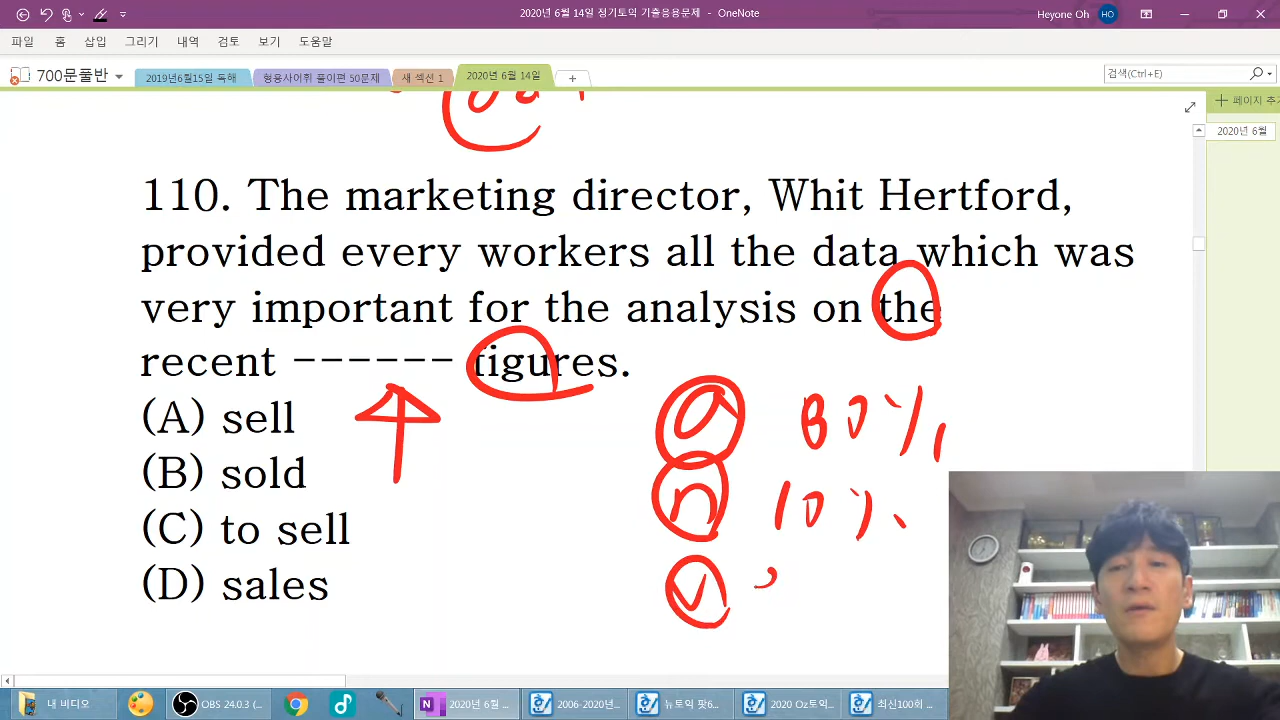 2020년 6월 14일 정기토익 기출응용문제 - OneNote
Heyone Oh
HO
파일 홈 삽입 그리기 내역 검토 보기 도움말
700문풀반
2019년6월15일 독해
형용사어휘 풀이편 50문제
새 섹션 1
2020년 6월 14일
검색(Ctrl+E)
페이지 추가
2020년 6월
110. The marketing director, Whit Hertford,
provided every workers all the data which was
very important for the analysis on the
recent ------ figures.
(A) sell
(B) sold
(C) to sell
(D) sales
a 80%
n 10%
v
내 비디오
OBS 24.0.3 (...
2020년 6월 ...
2006-2020년...
뉴토익 팟6...
2020 Oz토익...
최신100회 ...